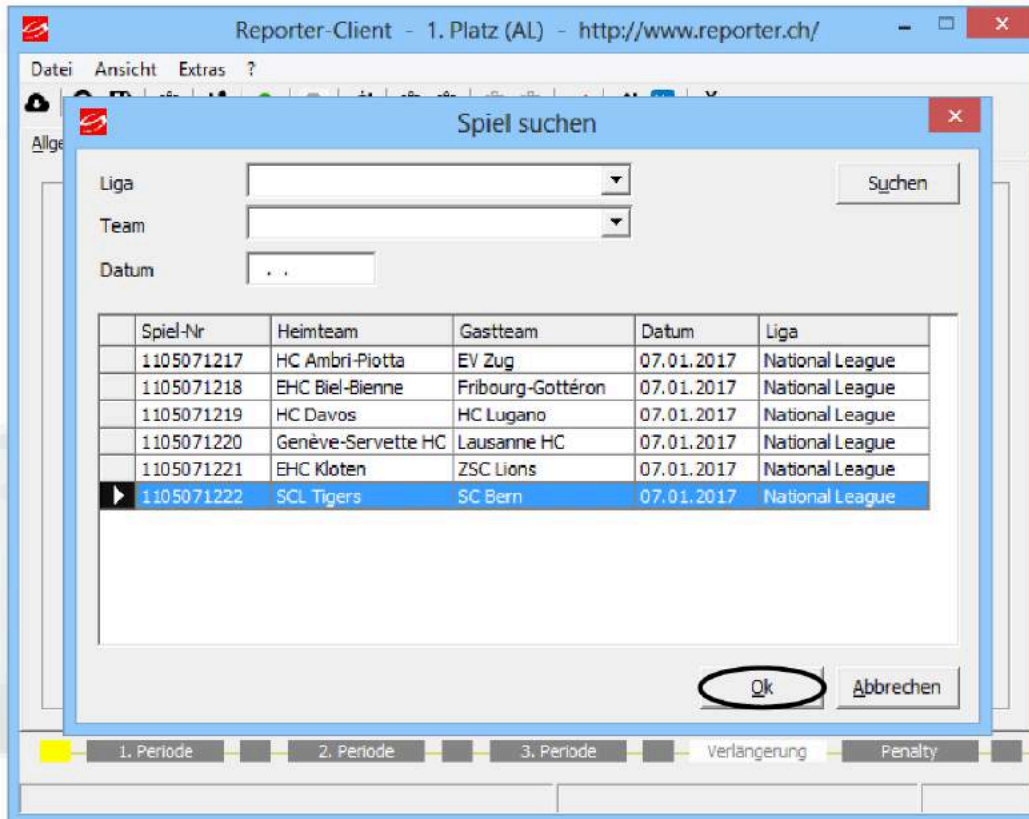 Reporter-Client - 1. Platz (AL) - http://www.reporter.ch/
Datei Ansicht Extras ?
Spiel suchen
Allge
Liga
Suchen
Team
Datum . .
Spiel-Nr Heimteam Gastteam Datum Liga
1105071217 HC Ambri-Piotta EV Zug 07.01.2017 National League
1105071218 EHC Biel-Bienne Fribourg-Gottéron 07.01.2017 National League
1105071219 HC Davos HC Lugano 07.01.2017 National League
1105071220 Genève-Servette HC Lausanne HC 07.01.2017 National League
1105071221 EHC Kloten ZSC Lions 07.01.2017 National League
1105071222 SCL Tigers SC Bern 07.01.2017 National League
Ok Abbrechen
1. Periode 2. Periode 3. Periode Verlängerung Penalty